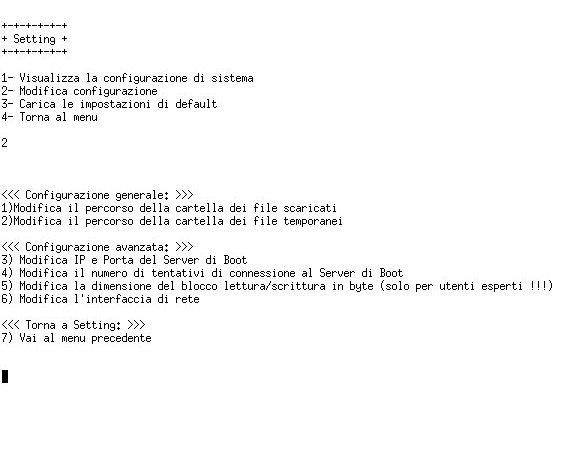 +-+-+-+-+-+
+ Setting +
+-+-+-+-+-+
1- Visualizza la configurazione di sistema
2- Modifica configurazione
3- Carica le impostazioni di default
4- Torna al menu
2
<<< Configurazione generale: >>>
1)Modifica il percorso della cartella dei file scaricati
2)Modifica il percorso della cartella dei file temporanei
<<< Configurazione avanzata: >>>
3) Modifica IP e Porta del Server di Boot
4) Modifica il numero di tentativi di connessione al Server di Boot
5) Modifica la dimensione del blocco lettura/scrittura in byte (solo per utenti esperti !!!)
6) Modifica l'interfaccia di rete
<<< Torna a Setting: >>>
7) Vai al menu precedente